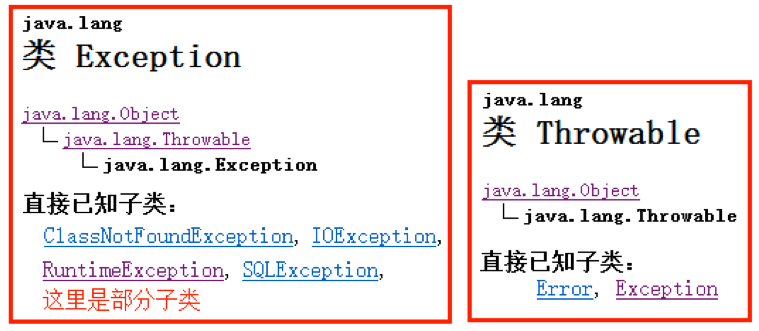 java.lang
类 Exception
java.lang.Object
java.lang.Throwable
java.lang.Exception
直接已知子类：
ClassNotFoundException, IOException,
RuntimeException, SQLException,
这里是部分子类
java.lang
类 Throwable
java.lang.Object
java.lang.Throwable
直接已知子类：
Error, Exception